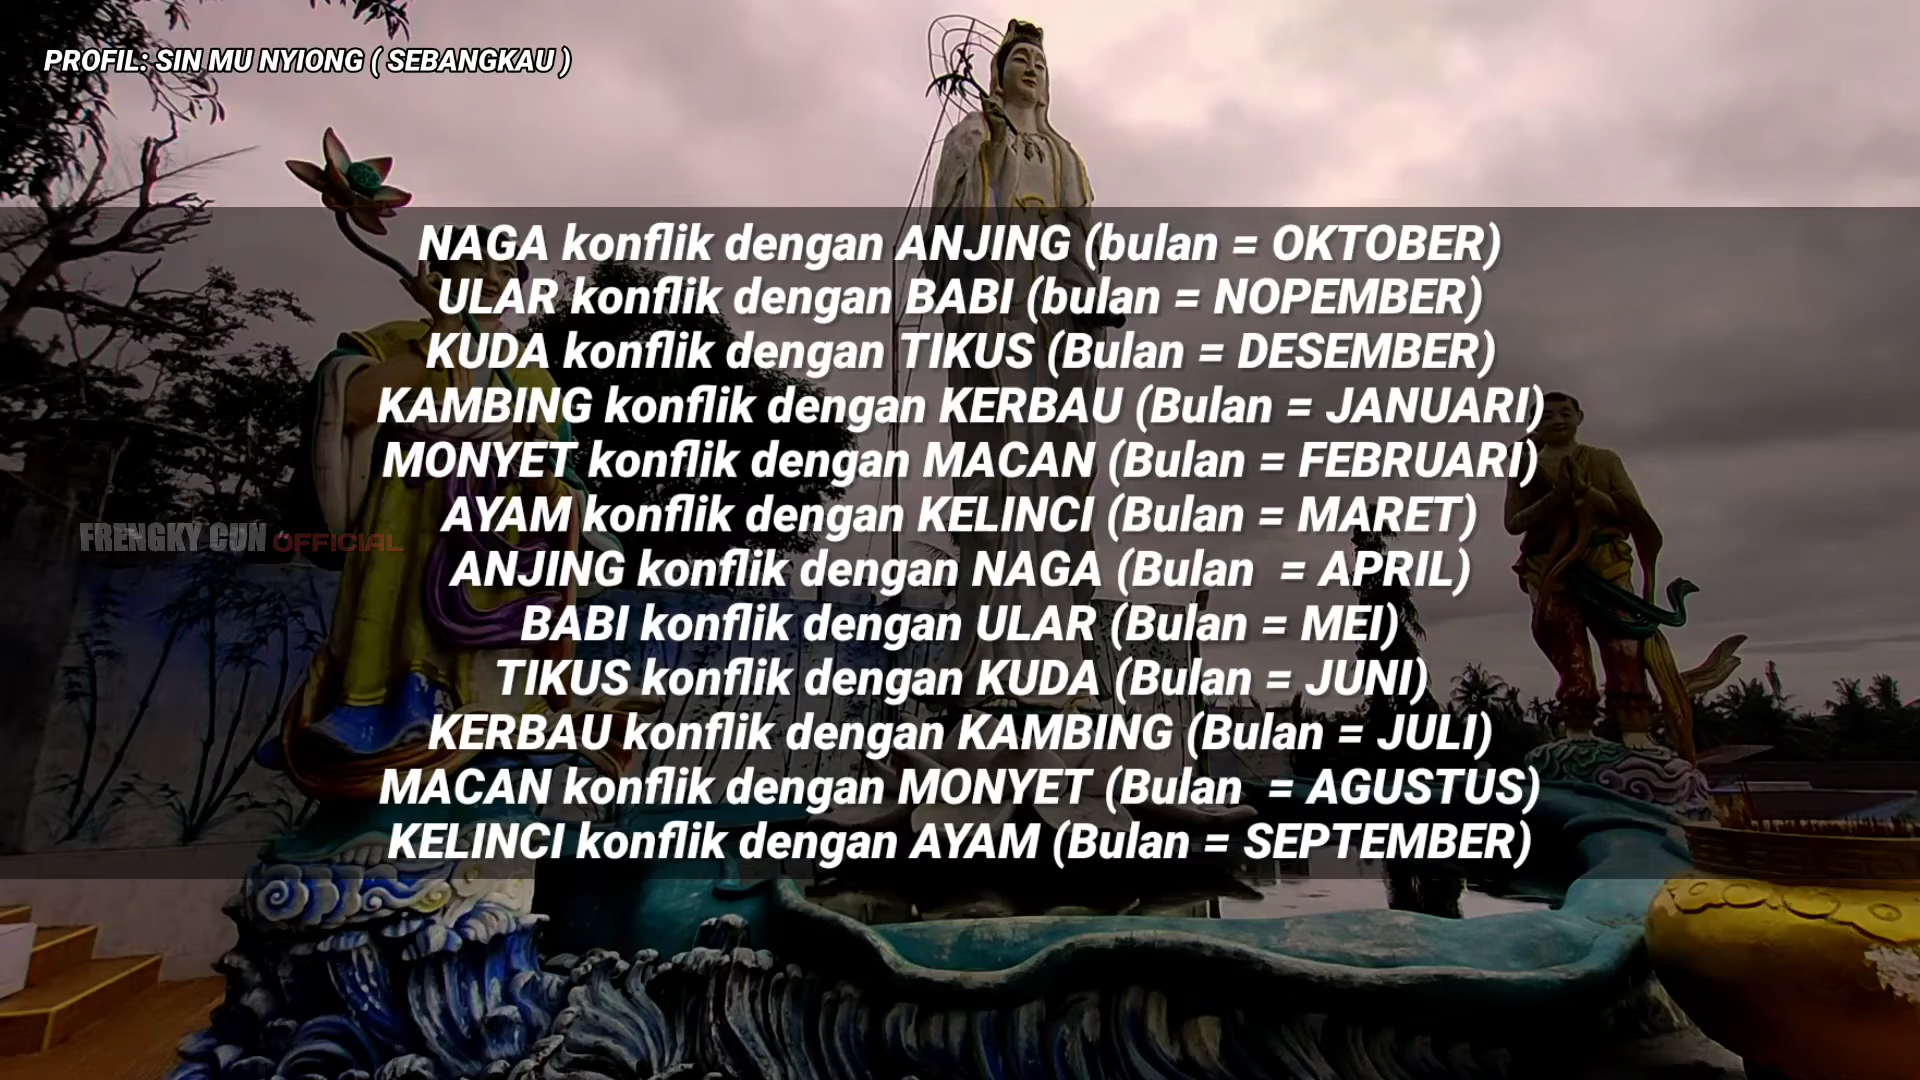 PROFIL: SIN MU NYIONG ( SEBANGKAU )
NAGA konflik dengan ANJING (bulan = OKTOBER)
ULAR konflik dengan BABI (bulan = NOPEMBER)
KUDA konflik dengan TIKUS (Bulan = DESEMBER)
KAMBING konflik dengan KERBAU (Bulan = JANUARI)
MONYET konflik dengan MACAN (Bulan = FEBRUARI)
AYAM konflik dengan KELINCI (Bulan = MARET)
FRENGKY CUN "OFFICIAL
ANJING konflik dengan NAGA (Bulan  = APRIL)
BABI konflik dengan ULAR (Bulan = MEI)
TIKUS konflik dengan KUDA (Bulan = JUNI)
KERBAU konflik dengan KAMBING (Bulan = JULI)
MACAN konflik dengan MONYET (Bulan  = AGUSTUS)
KELINCI konflik dengan AYAM (Bulan = SEPTEMBER)